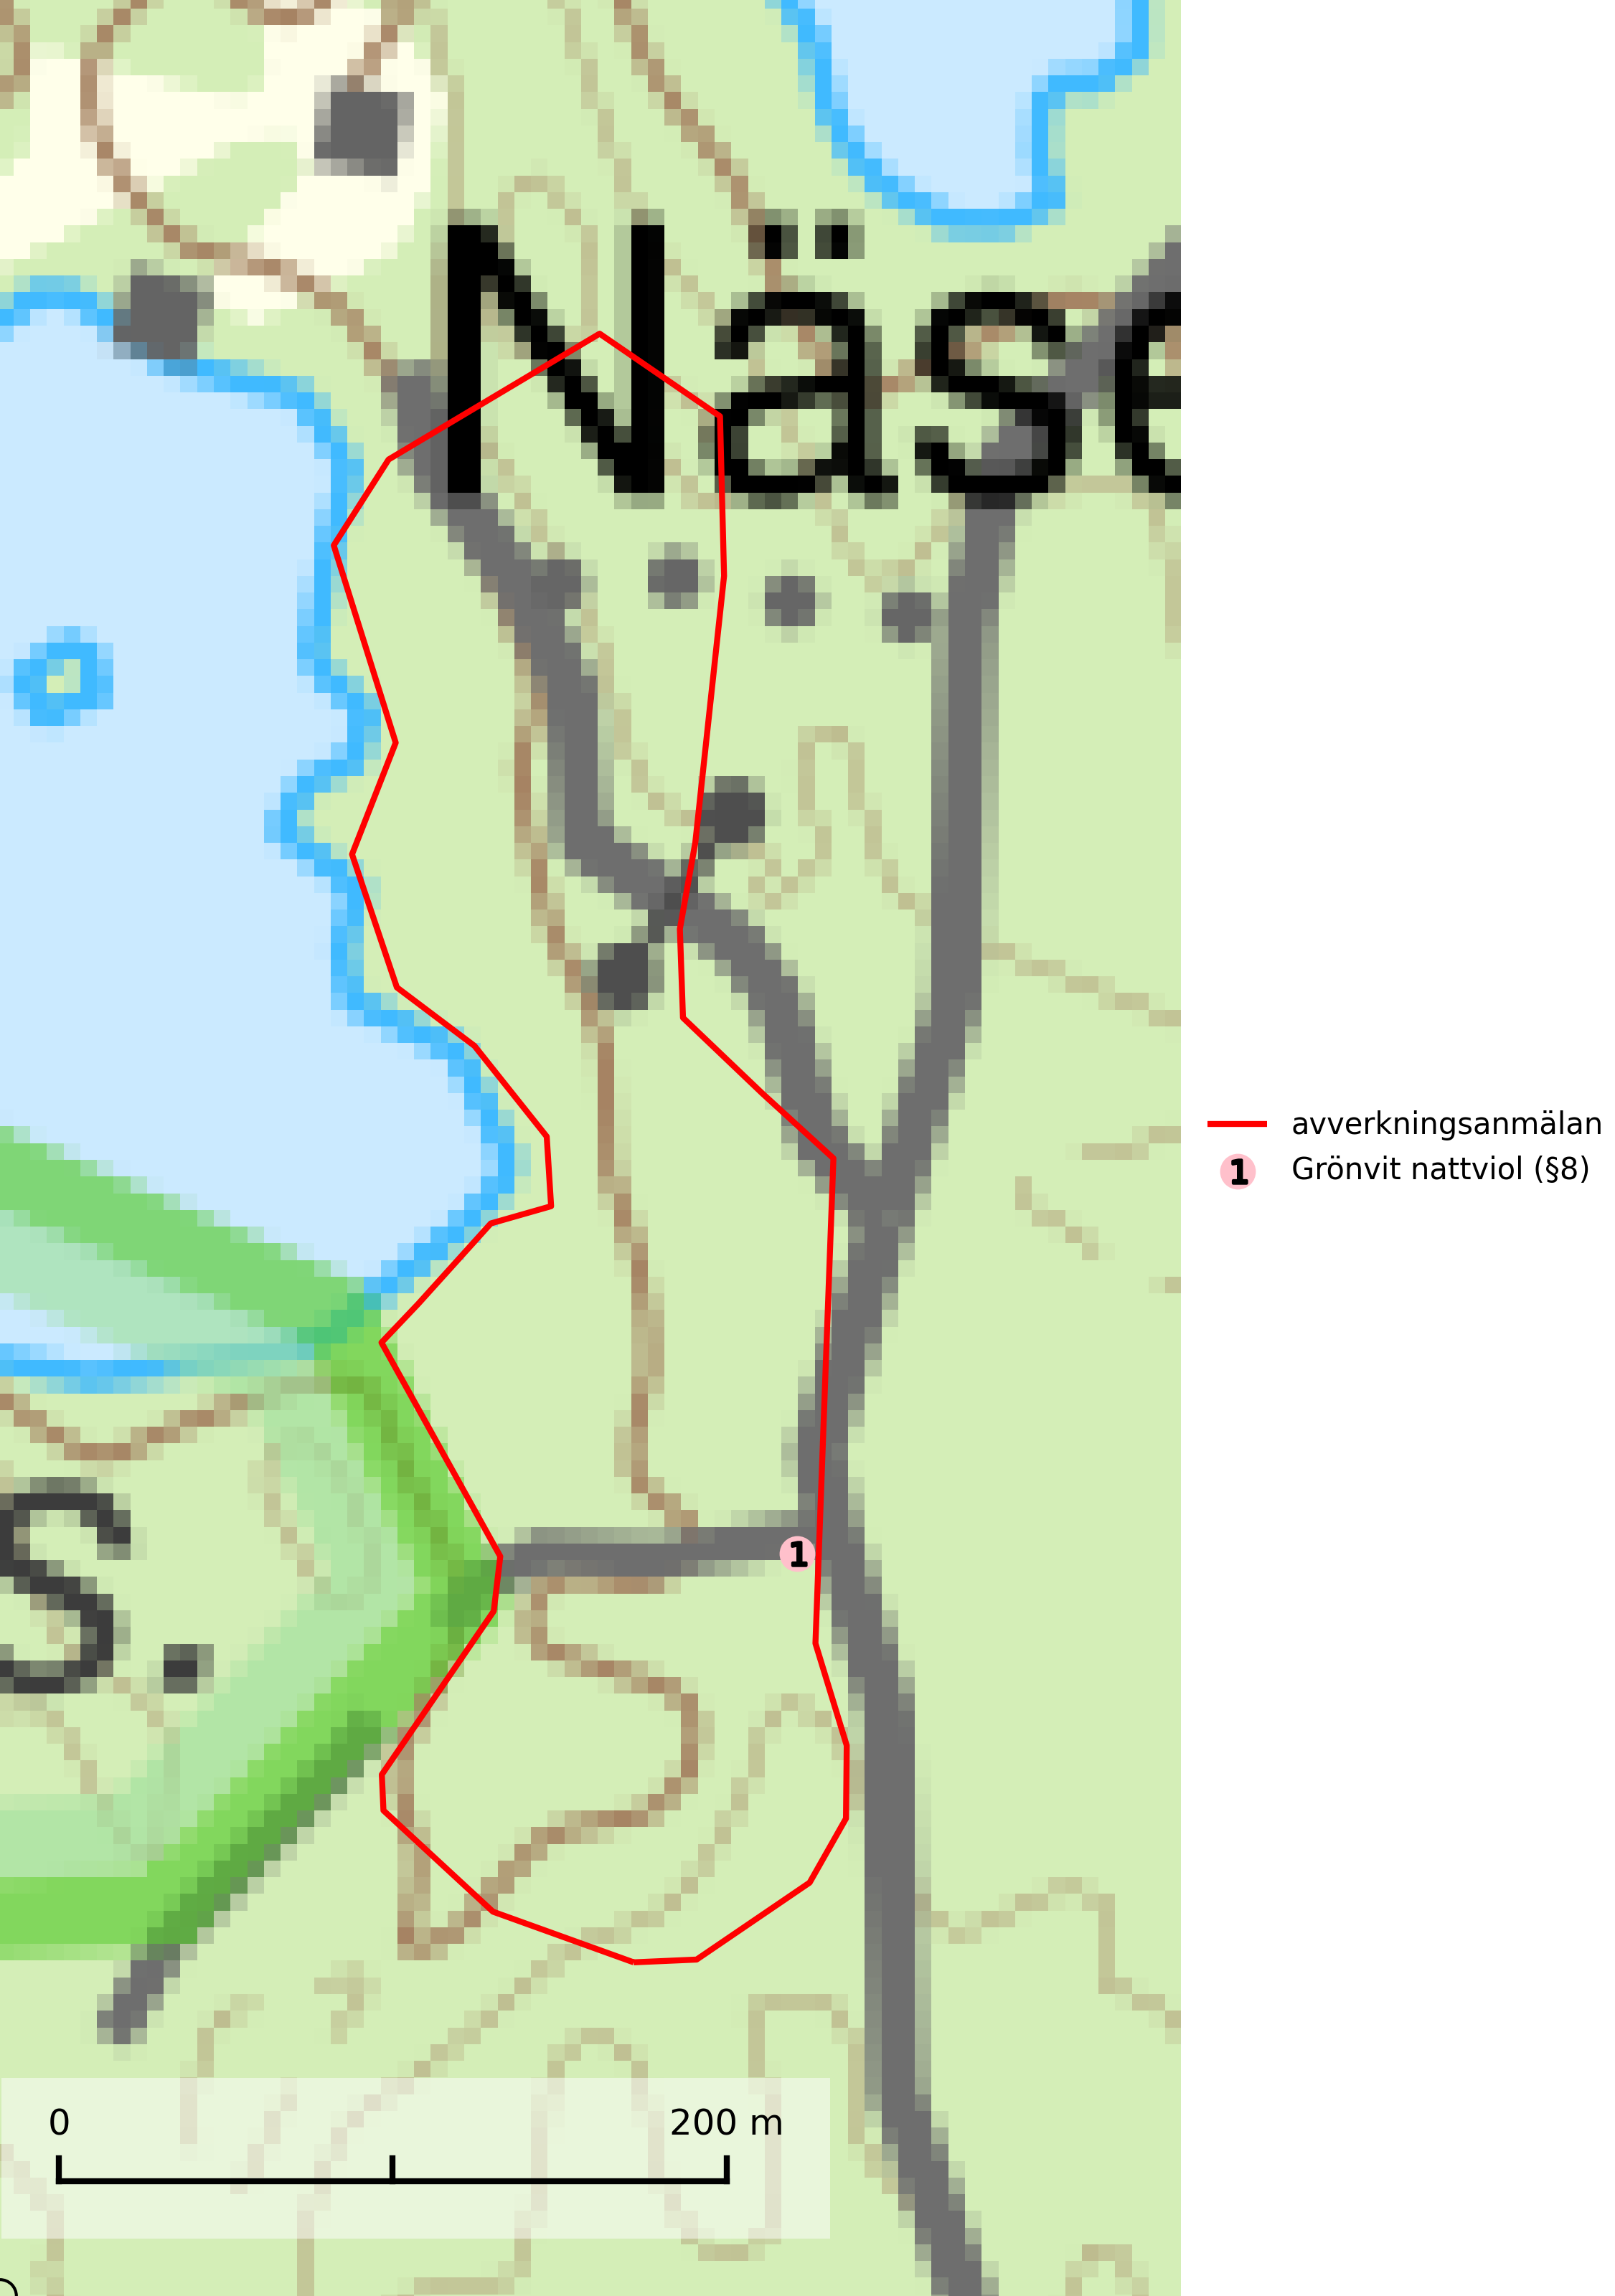 Näse
avverkningsanmälan
1 Grönvit nattviol (§8)
1
s.
0 200 m